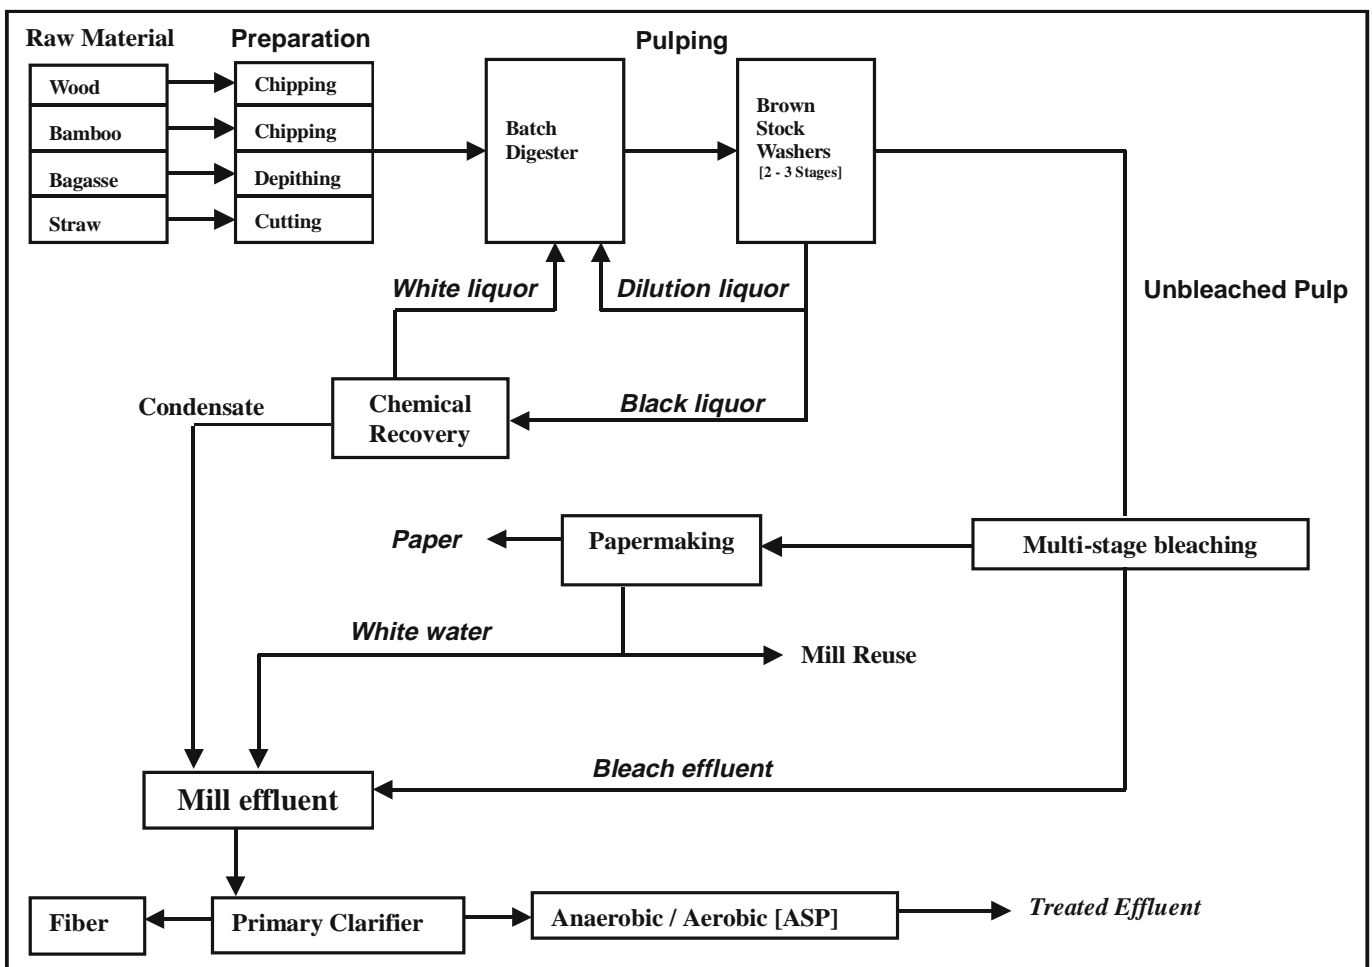 Raw Material
Preparation
Pulping
Wood
Chipping
Bamboo
Chipping
Bagasse
Depithing
Straw
Cutting
Batch
Digester
Brown
Stock
Washers
[2 - 3 Stages]
White liquor
Dilution liquor
Unbleached Pulp
Condensate
Chemical
Recovery
Black liquor
Paper
Papermaking
Multi-stage bleaching
White water
Mill Reuse
Bleach effluent
Mill effluent
Fiber
Primary Clarifier
Anaerobic / Aerobic [ASP]
Treated Effluent